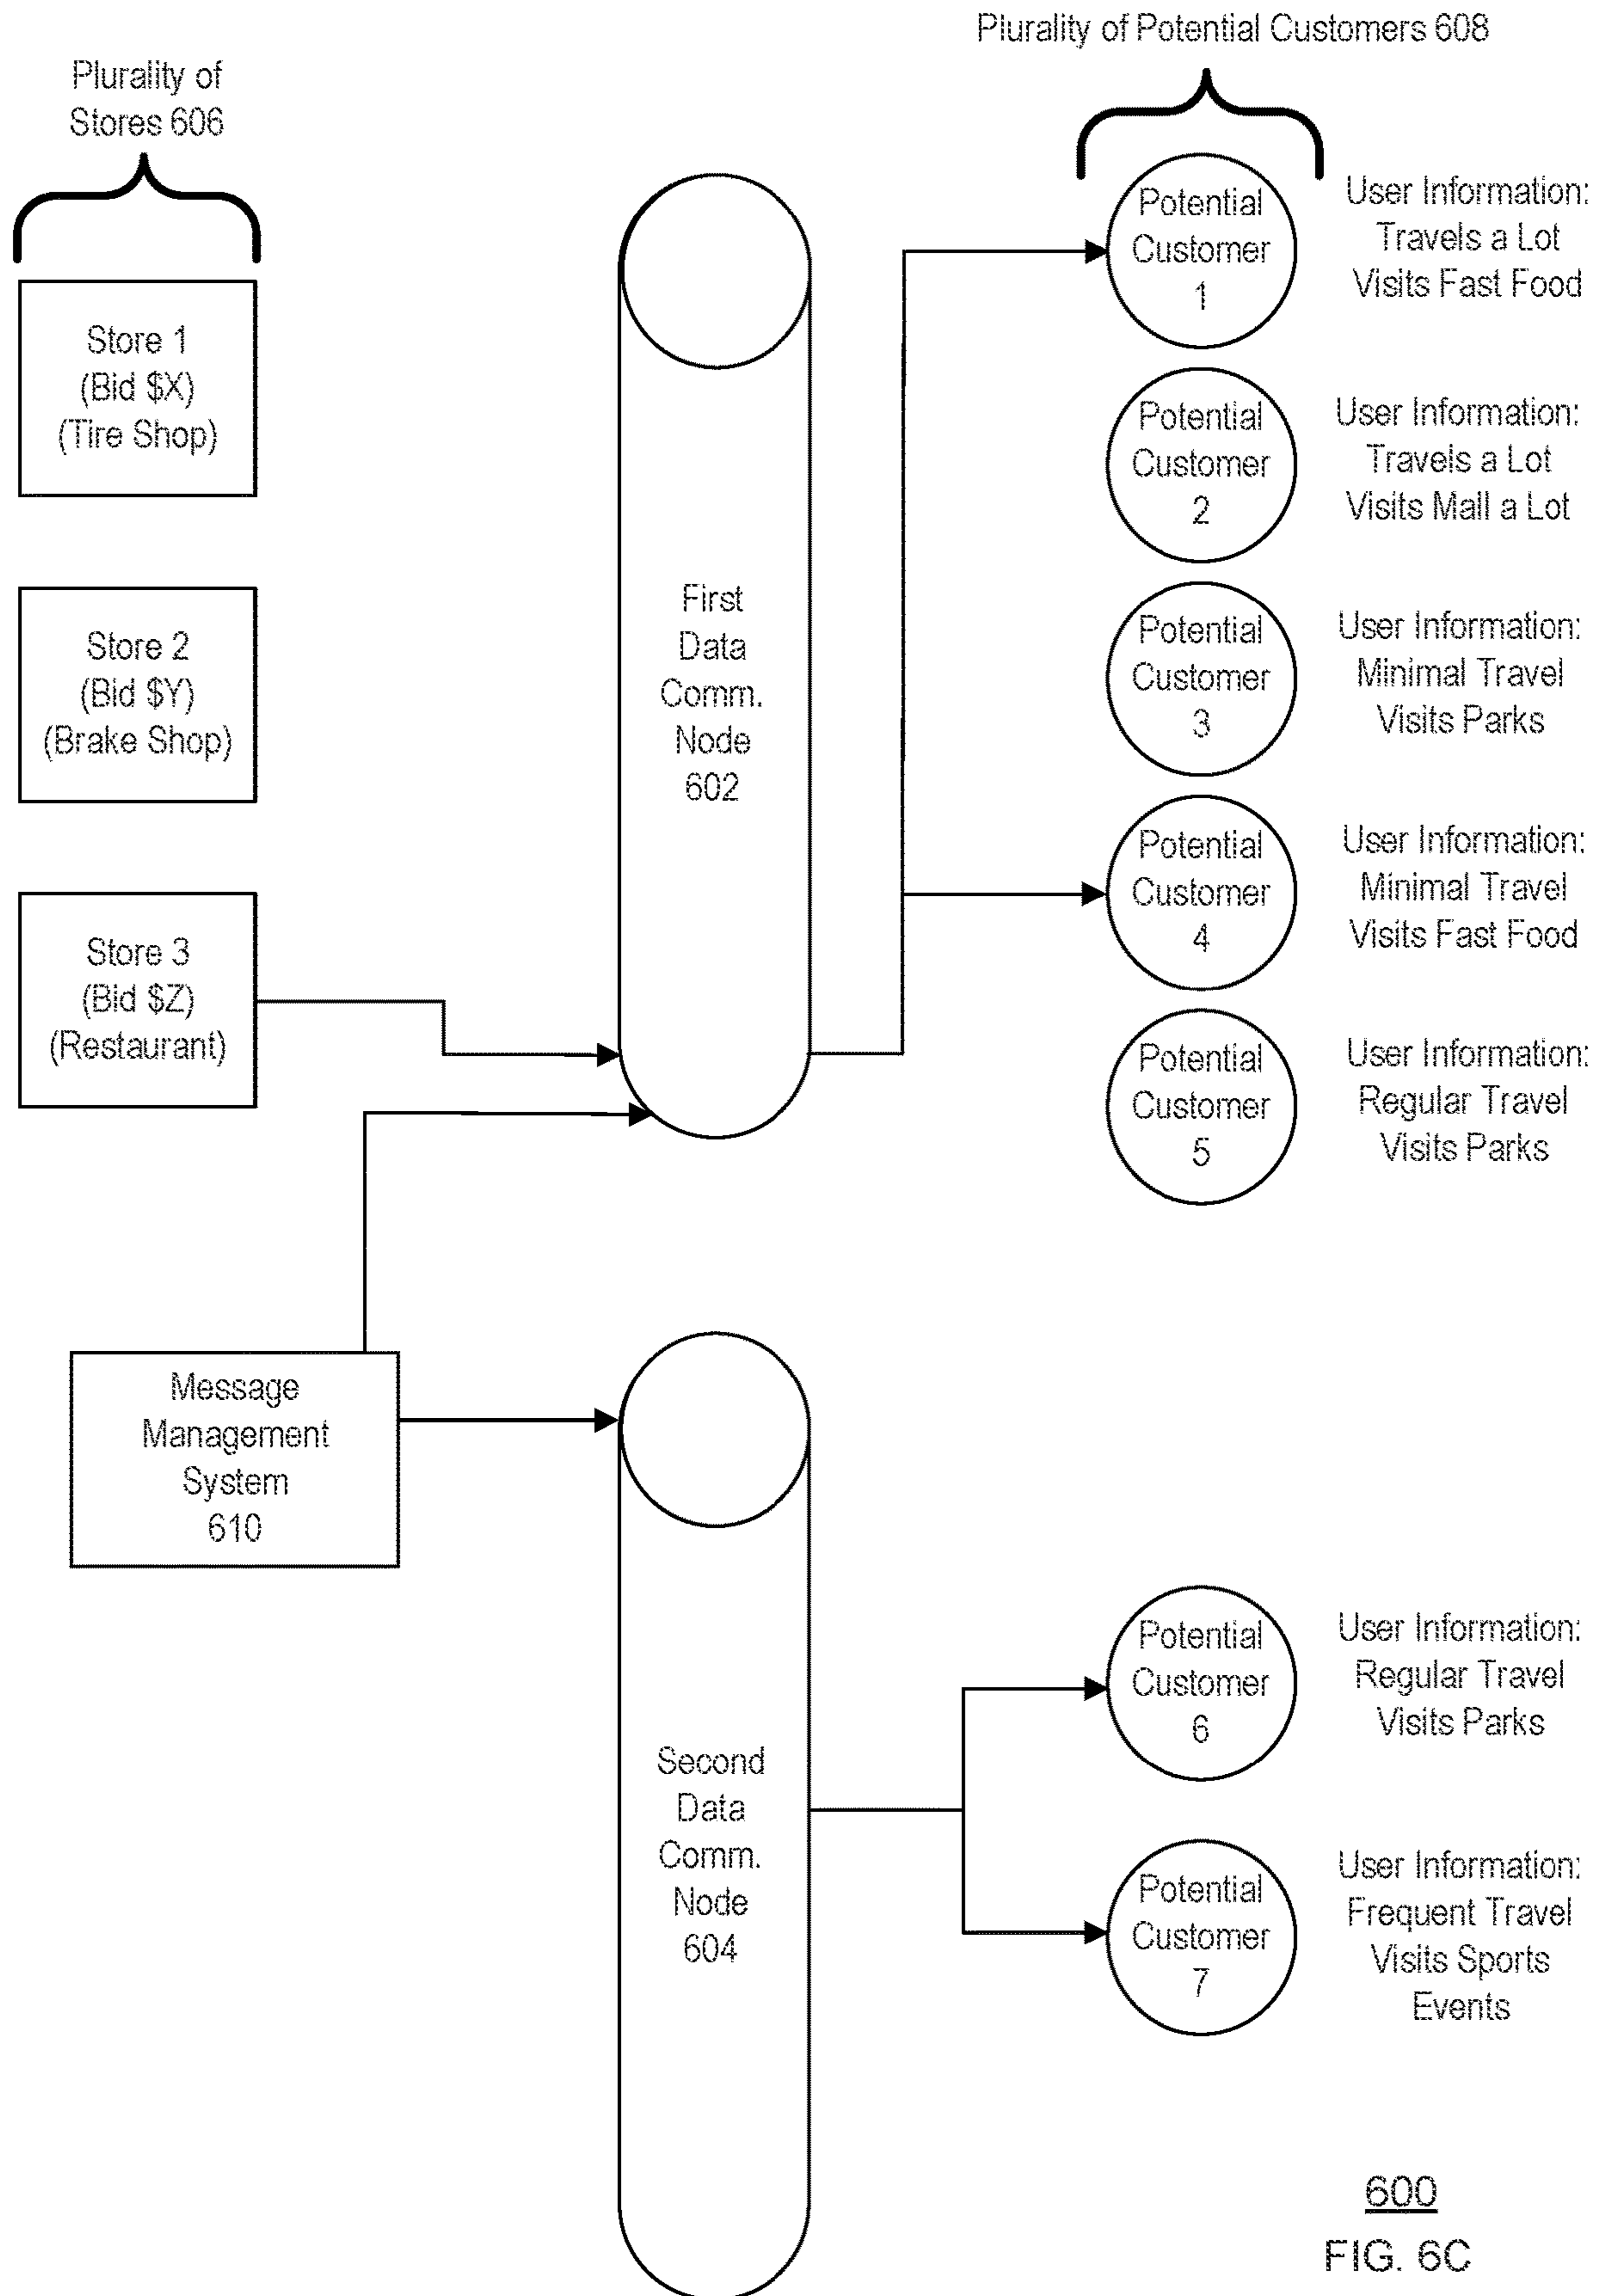 Plurality of Potential Customers 608
Plurality of
Stores 606
Store 1
(Bid $X)
(Tire Shop)
Store 2
(Bid $Y)
(Brake Shop)
Store 3
(Bid $Z)
(Restaurant)
Message
Management
System
610
First
Data
Comm.
Node
602
Second
Data
Comm.
Node
604
Potential
Customer
1
User Information:
Travels a Lot
Visits Fast Food
Potential
Customer
2
User Information:
Travels a Lot
Visits Mall a Lot
Potential
Customer
3
User Information:
Minimal Travel
Visits Parks
Potential
Customer
4
User Information:
Minimal Travel
Visits Fast Food
Potential
Customer
5
User Information:
Regular Travel
Visits Parks
Potential
Customer
6
User Information:
Regular Travel
Visits Parks
Potential
Customer
7
User Information:
Frequent Travel
Visits Sports
Events
600
FIG. 6C